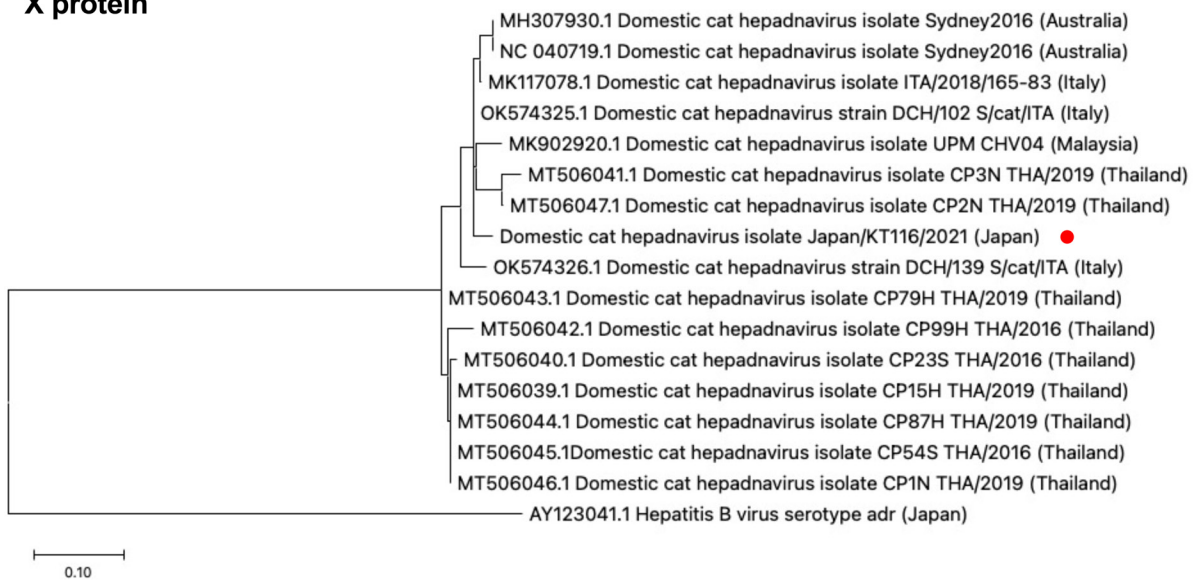 X protein
MH307930.1 Domestic cat hepadnavirus isolate Sydney2016 (Australia)
NC 040719.1 Domestic cat hepadnavirus isolate Sydney2016 (Australia)
MK117078.1 Domestic cat hepadnavirus isolate ITA/2018/165-83 (Italy)
OK574325.1 Domestic cat hepadnavirus strain DCH/102 S/cat/ITA (Italy)
MK902920.1 Domestic cat hepadnavirus isolate UPM CHV04 (Malaysia)
MT506041.1 Domestic cat hepadnavirus isolate CP3N THA/2019 (Thailand)
MT506047.1 Domestic cat hepadnavirus isolate CP2N THA/2019 (Thailand)
Domestic cat hepadnavirus isolate Japan/KT116/2021 (Japan)
OK574326.1 Domestic cat hepadnavirus strain DCH/139 S/cat/ITA (Italy)
MT506043.1 Domestic cat hepadnavirus isolate CP79H THA/2019 (Thailand)
MT506042.1 Domestic cat hepadnavirus isolate CP99H THA/2016 (Thailand)
MT506040.1 Domestic cat hepadnavirus isolate CP23S THA/2016 (Thailand)
MT506039.1 Domestic cat hepadnavirus isolate CP15H THA/2019 (Thailand)
MT506044.1 Domestic cat hepadnavirus isolate CP87H THA/2019 (Thailand)
MT506045.1Domestic cat hepadnavirus isolate CP54S THA/2016 (Thailand)
MT506046.1 Domestic cat hepadnavirus isolate CP1N THA/2019 (Thailand)
AY123041.1 Hepatitis B virus serotype adr (Japan)
0.10